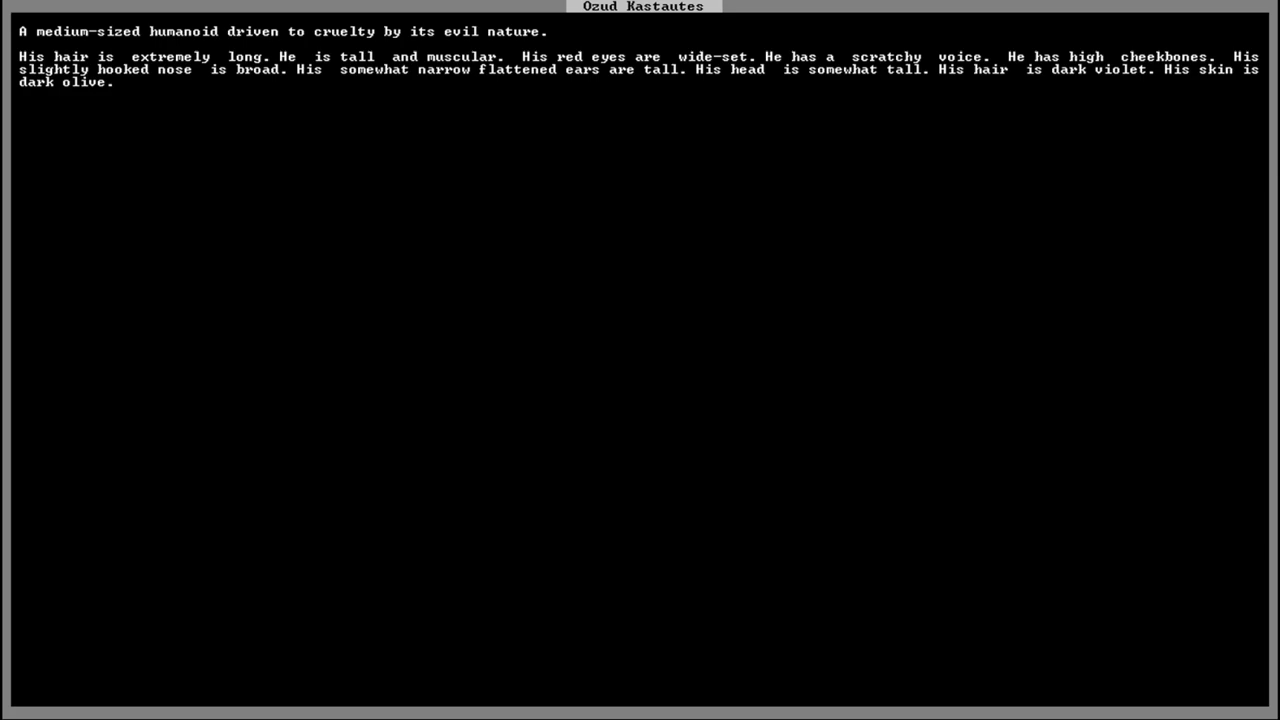 Ozud Kastautes
A medium-sized humanoid driven to cruelty by its evil nature.
His hair is extremely long. He is tall and muscular. His red eyes are wide-set. He has a scratchy voice. He has high cheekbones. His
slightly hooked nose is broad. His somewhat narrow flattened ears are tall. His head is somewhat tall. His hair is dark violet. His skin is
dark olive.